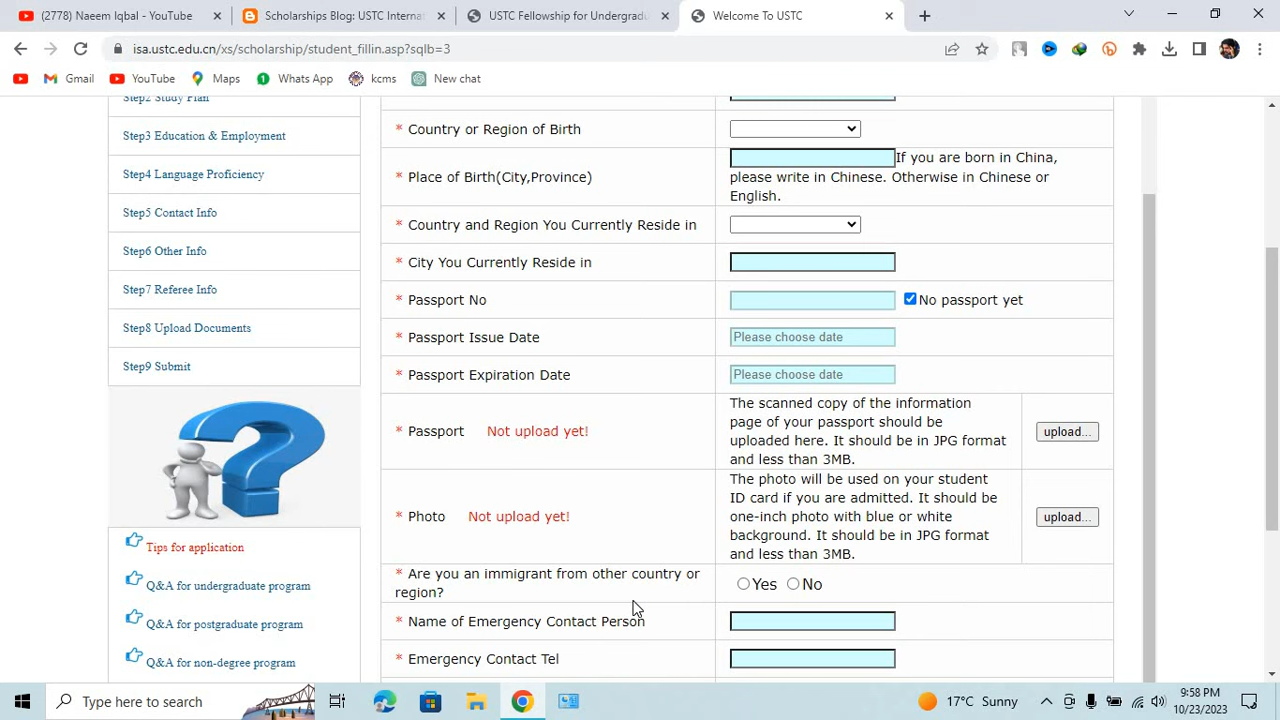 (2778) Naeem Iqbal - YouTube
Scholarships Blog: USTC Interna
USTC Fellowship for Undergradu
Welcome To USTC
isa.ustc.edu.cn/xs/scholarship/student_fillin.asp?sqlb=3
Gmail
YouTube
Maps
Whats App
kcms
New chat
Step2 Study Plan
Step3 Education & Employment
Step4 Language Proficiency
Step5 Contact Info
Step6 Other Info
Step7 Referee Info
Step8 Upload Documents
Step9 Submit
Tips for application
Q&A for undergraduate program
Q&A for postgraduate program
Q&A for non-degree program
* Country or Region of Birth
* Place of Birth(City,Province)
If you are born in China,
please write in Chinese. Otherwise in Chinese or
English.
* Country and Region You Currently Reside in
* City You Currently Reside in
* Passport No
No passport yet
* Passport Issue Date
Please choose date
* Passport Expiration Date
Please choose date
* Passport Not upload yet!
The scanned copy of the information
page of your passport should be
uploaded here. It should be in JPG format
and less than 3MB.
upload...
* Photo Not upload yet!
The photo will be used on your student
ID card if you are admitted. It should be
one-inch photo with blue or white
background. It should be in JPG format
and less than 3MB.
upload...
* Are you an immigrant from other country or
region?
Yes No
* Name of Emergency Contact Person
* Emergency Contact Tel
Type here to search
17°C Sunny
9:58 PM
10/23/2023